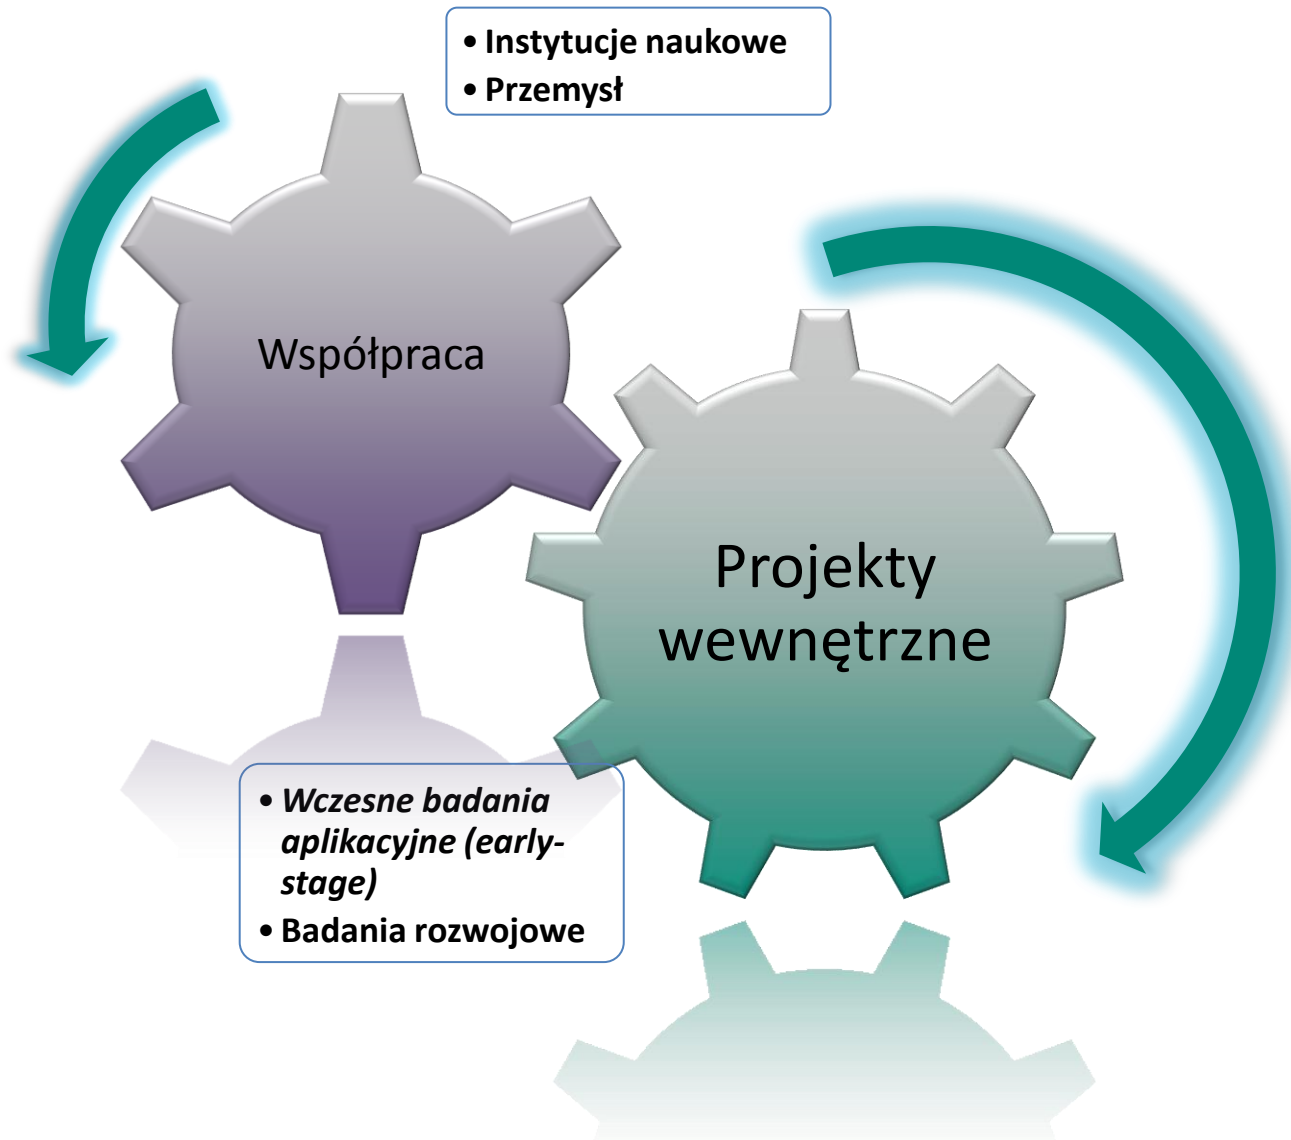 • Instytucje naukowe
• Przemysł
Współpraca
Projekty
wewnętrzne
• Wczesne badania
aplikacyjne (early-
stage)
• Badania rozwojowe